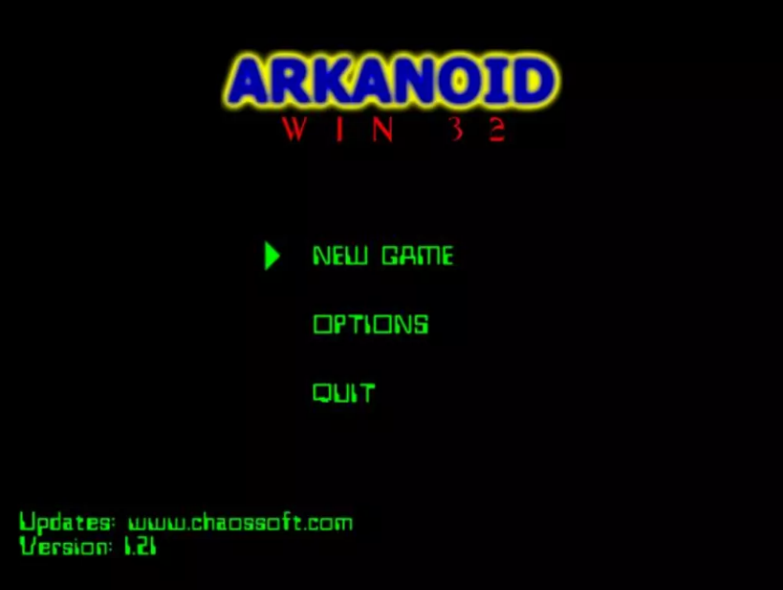 ARKANOID
WIN 32
NEW GAME
OPTIONS
QUIT
Updates: www.chaossoft.com
Version: 1.21